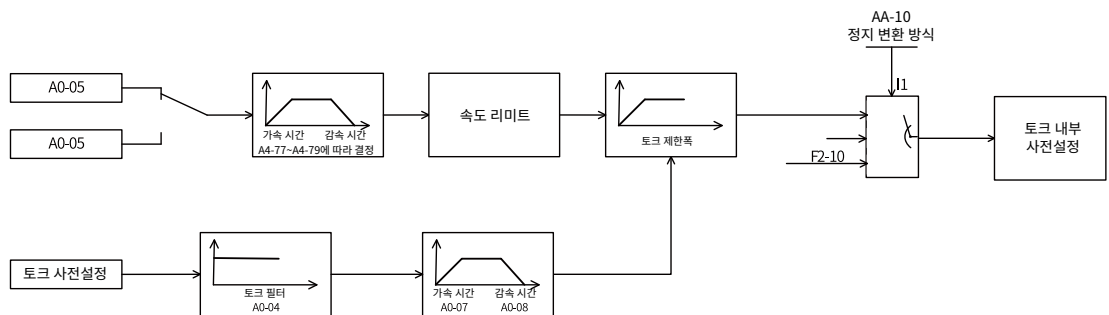 AA-10
정지 변환 방식
A0-05
I1
가속 시간 감속 시간
A4-77~A4-79에 따라 결정
속도 리미트
토크 제한폭
토크 내부
사전설정
A0-05
F2-10
토크 사전설정
토크 필터
A0-04
가속 시간 감속 시간
A0-07 A0-08